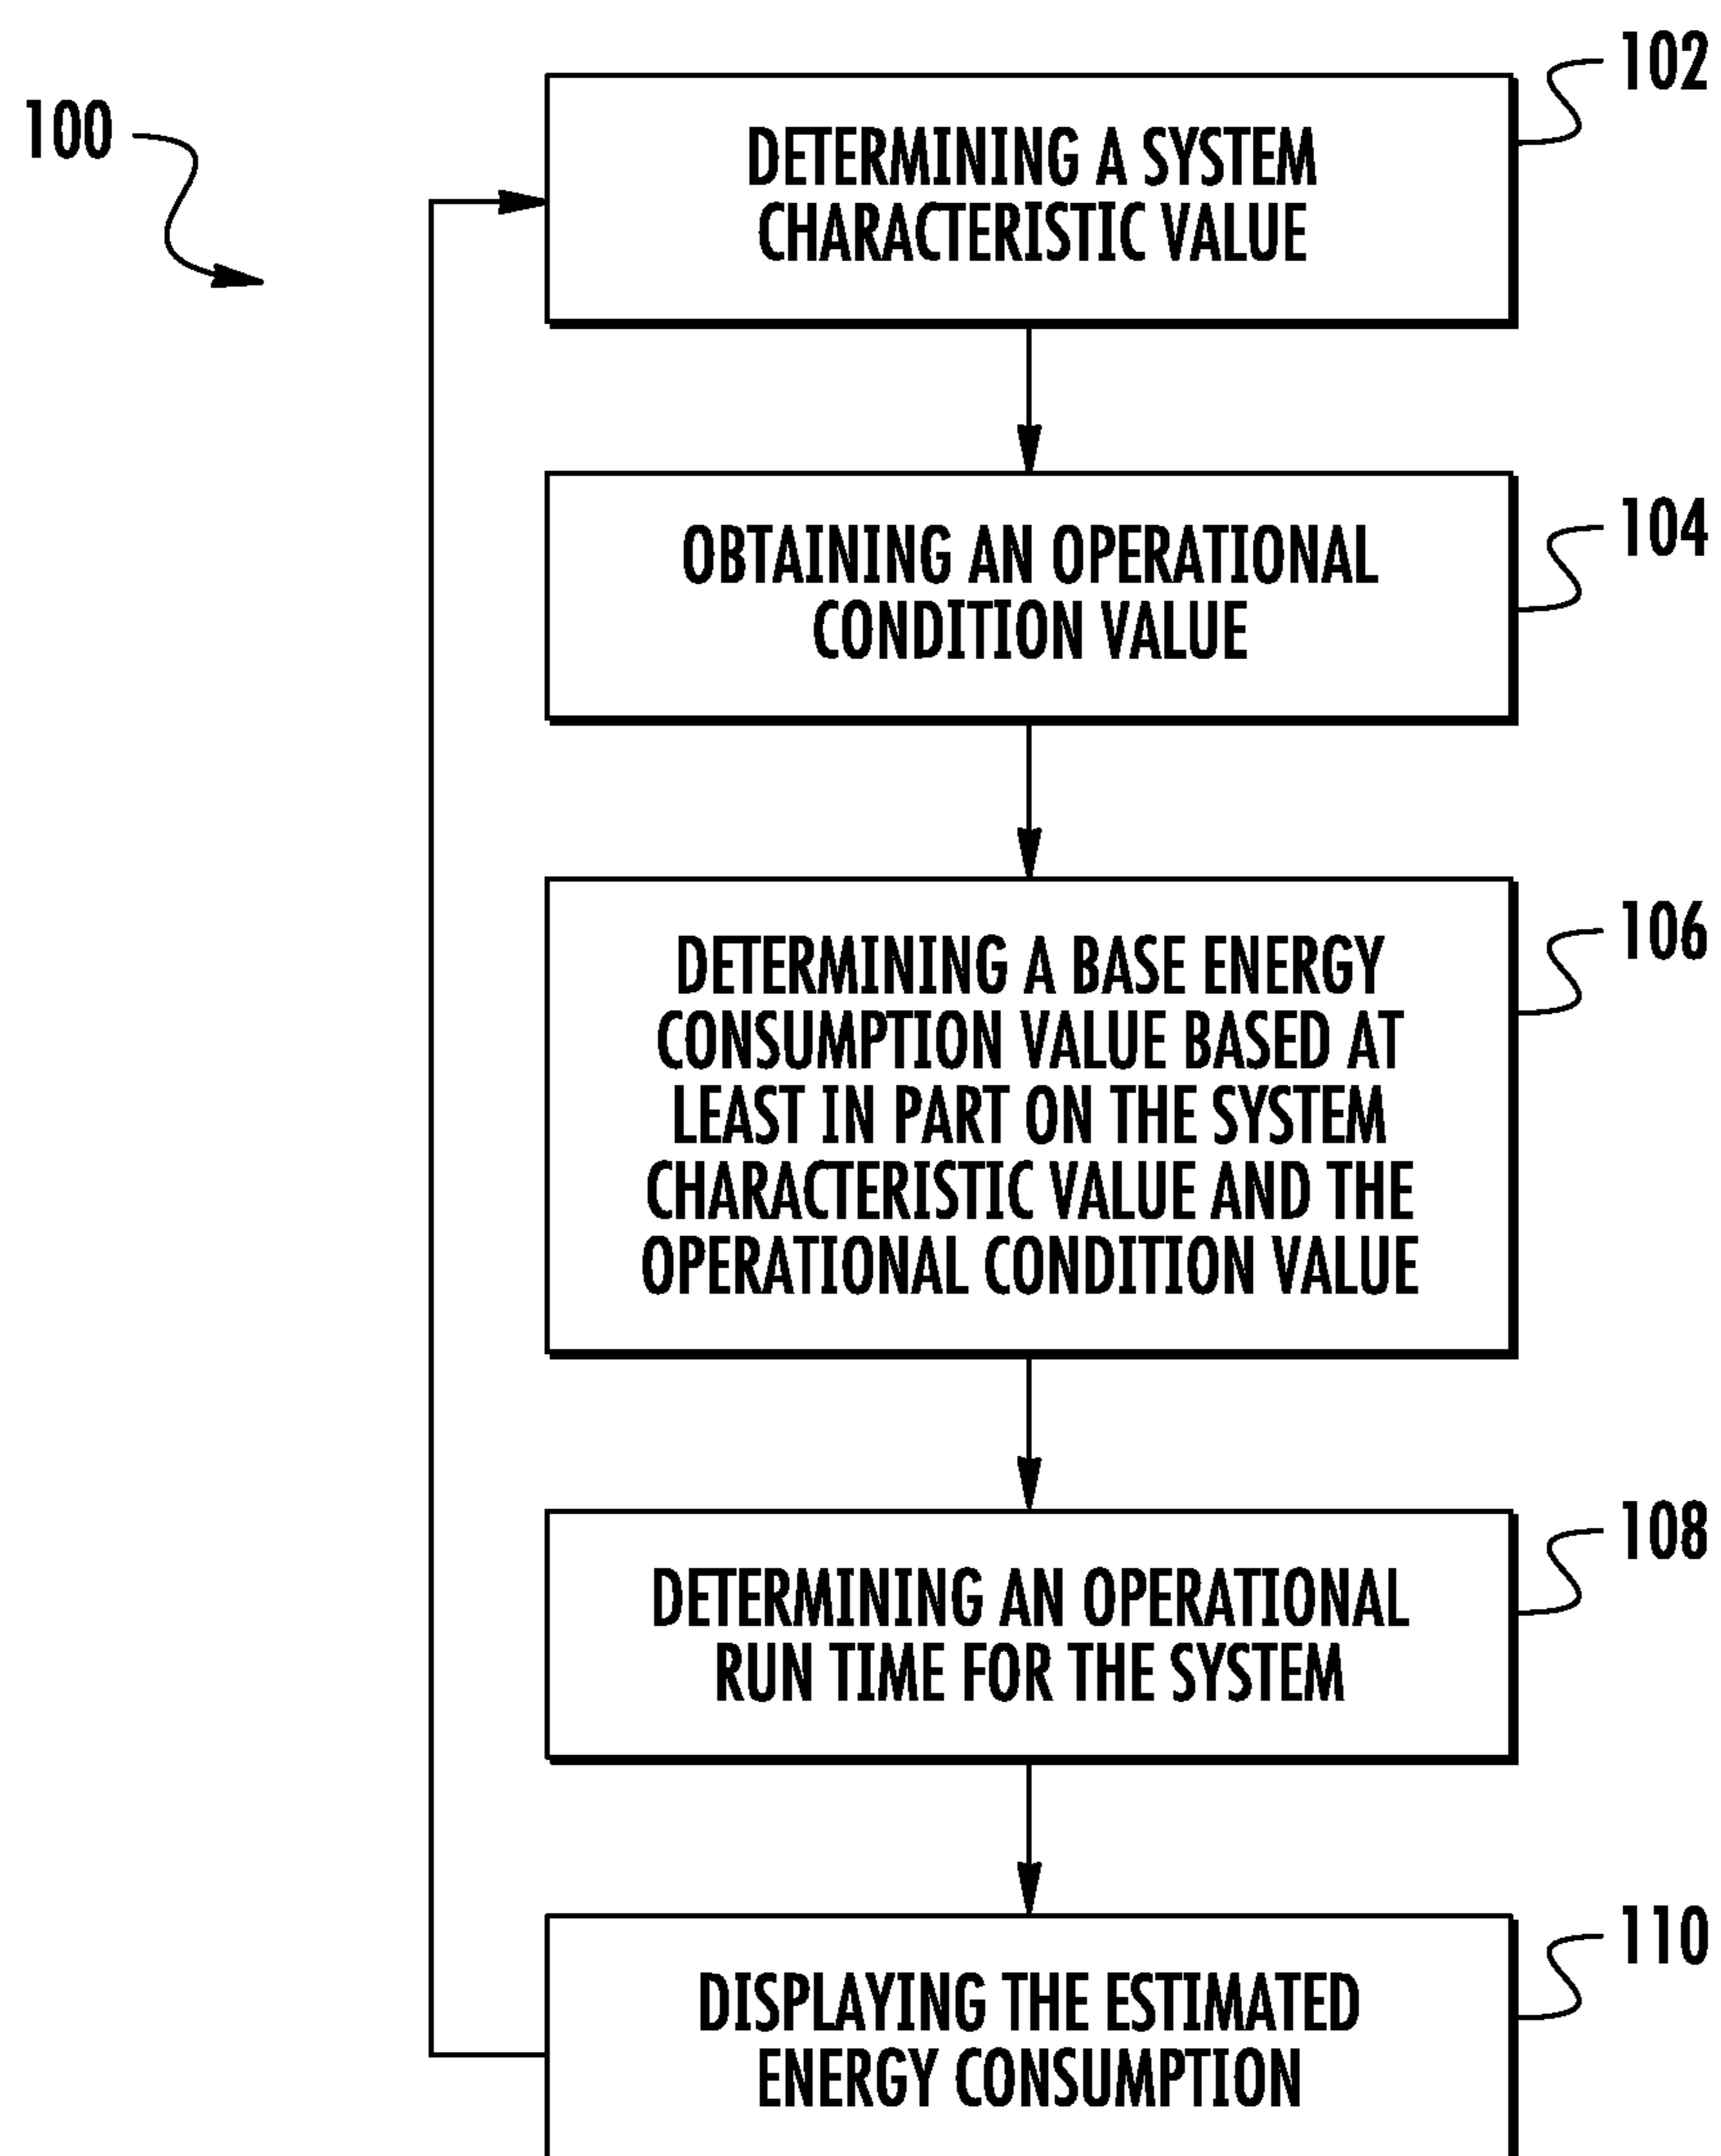 100
102
DETERMINING A SYSTEM
CHARACTERISTIC VALUE
104
OBTAINING AN OPERATIONAL
CONDITION VALUE
106
DETERMINING A BASE ENERGY
CONSUMPTION VALUE BASED AT
LEAST IN PART ON THE SYSTEM
CHARACTERISTIC VALUE AND THE
OPERATIONAL CONDITION VALUE
108
DETERMINING AN OPERATIONAL
RUN TIME FOR THE SYSTEM
110
DISPLAYING THE ESTIMATED
ENERGY CONSUMPTION